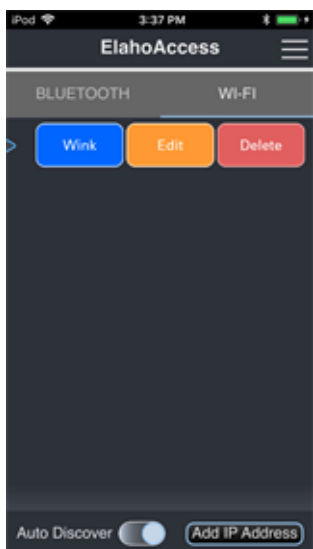 iPod 3:37 PM
ElahoAccess
BLUETOOTH WI-FI
Wink Edit Delete
Auto Discover Add IP Address